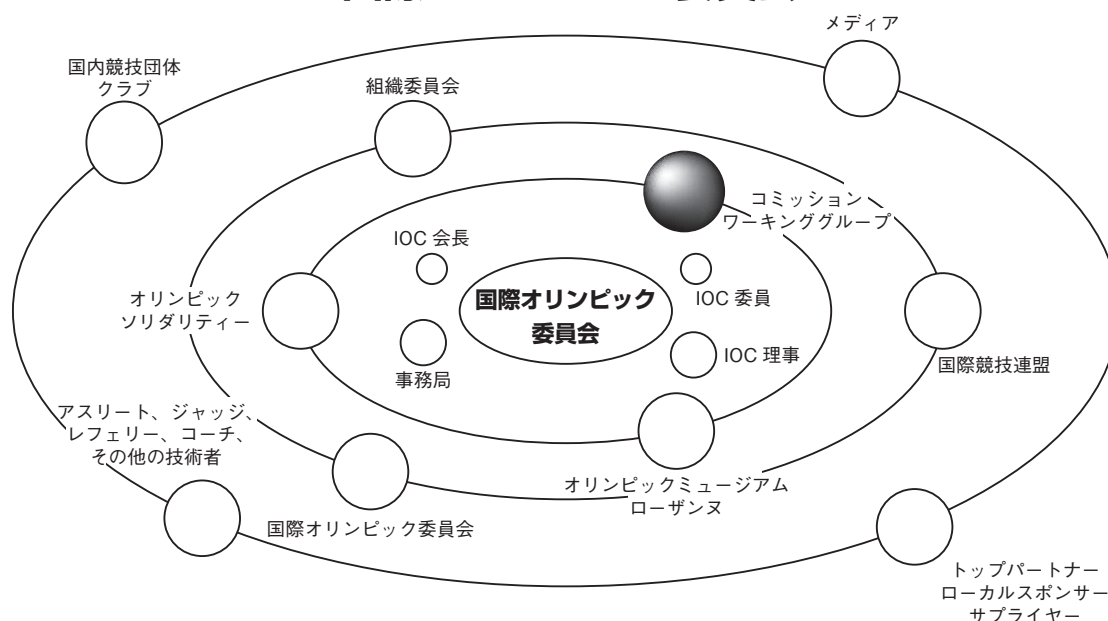 メディア
国内競技団体
クラブ
組織委員会
コミッション
ワーキンググループ
IOC 会長
国際オリンピック
委員会
IOC 委員
オリンピック
ソリダリティー
IOC 理事
事務局
国際競技連盟
アスリート、ジャッジ、
レフェリー、コーチ、
その他の技術者
オリンピックミュージアム
ローザンヌ
国際オリンピック委員会
トップパートナー
ローカルスポンサー
サプライヤー